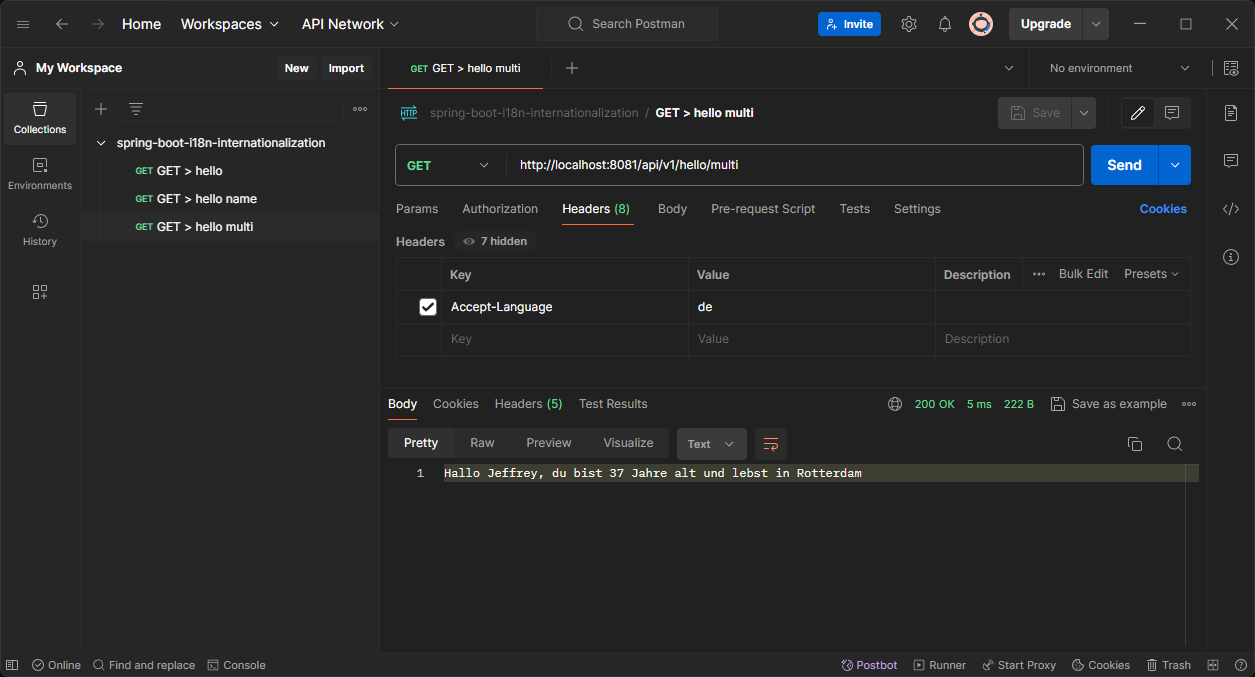 Home Workspaces API Network Search Postman Invite Upgrade
My Workspace New Import GET GET > hello multi No environment
Collections
Environments
History
spring-boot-i18n-internationalization
GET GET > hello
GET GET > hello name
GET GET > hello multi
HTTP spring-boot-i18n-internationalization / GET > hello multi Save
GET http://localhost:8081/api/v1/hello/multi Send
Params Authorization Headers (8) Body Pre-request Script Tests Settings Cookies
Headers 7 hidden
Key Value Description Bulk Edit Presets
Accept-Language de
Key Value Description
Body Cookies Headers (5) Test Results 200 OK 5 ms 222 B Save as example
Pretty Raw Preview Visualize Text
1 Hallo Jeffrey, du bist 37 Jahre alt und lebst in Rotterdam
Online Find and replace Console Postbot Runner Start Proxy Cookies Trash